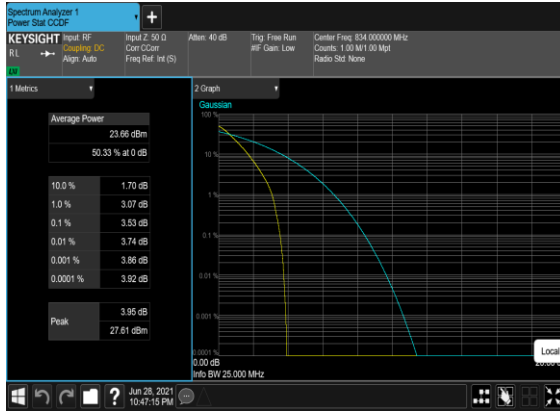 Spectrum Analyzer 1
Power Stat CCDF
KEYSIGHT
RL
LV
Input: RF
Coupling: DC
Align: Auto
Input Z: 50 Ω
Corr CCorr
Freq Ref: Int (S)
Atten: 40 dB
Trig: Free Run
#IF Gain: Low
Center Freq: 834.000000 MHz
Counts: 1.00 M/1.00 Mpt
Radio Std: None
1 Metrics
Average Power
23.66 dBm
50.33 % at 0 dB
10.0 % 1.70 dB
1.0 % 3.07 dB
0.1 % 3.53 dB
0.01 % 3.74 dB
0.001 % 3.86 dB
0.0001 % 3.92 dB
Peak
3.95 dB
27.61 dBm
2 Graph
Gaussian
100 %
10 %
1 %
0.1 %
0.01 %
0.001 %
0.0001 %
0.00 dB
Info BW 25.000 MHz
Local
Jun 28, 2021
10:47:15 PM